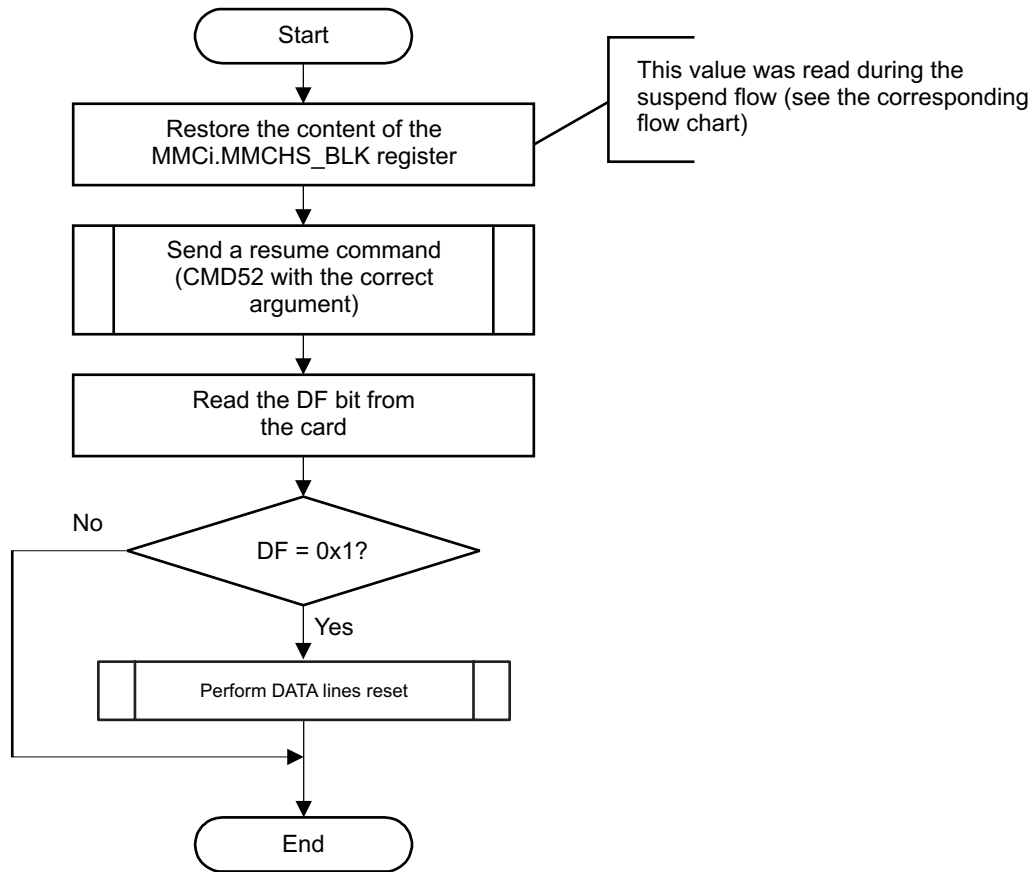 Start
This value was read during the
suspend flow (see the corresponding
flow chart)
Restore the content of the
MMCi.MMCHS_BLK register
Send a resume command
(CMD52 with the correct
argument)
Read the DF bit from
the card
No
DF = 0x1?
Yes
Perform DATA lines reset
End